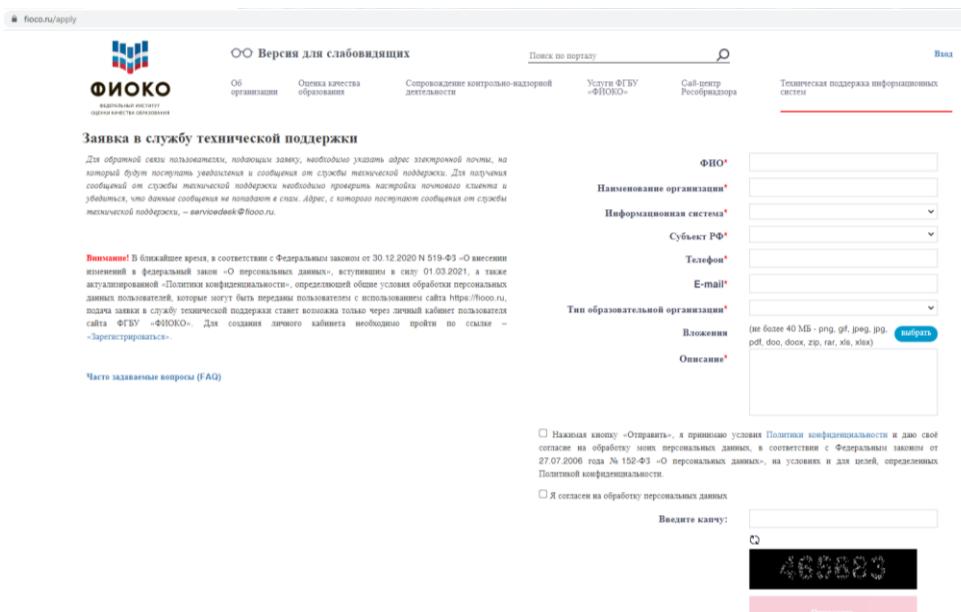 fioco.ru/apply
Версия для слабовидящих
Поиск по порталу
Вход
ФИОКО
ФЕДЕРАЛЬНЫЙ ИНСТИТУТ
ОЦЕНКИ КАЧЕСТВА ОБРАЗОВАНИЯ
Об
организации
Оценка качества
образования
Сопровождение контрольно-надзорной
деятельности
Услуги ФГБУ
«ФИОКО»
Call-центр
Рособрнадзора
Техническая поддержка информационных
систем
Заявка в службу технической поддержки
Для обратной связи пользователям, подающим заявку, необходимо указать адрес электронной почты, на
который будут поступать уведомления и сообщения от службы технической поддержки. Для получения
сообщений от службы технической поддержки необходимо проверить настройки почтового клиента и
убедиться, что данные сообщения не попадают в спам. Адрес, с которого поступают сообщения от службы
технической поддержки, – servicedesk@fioco.ru.
Внимание! В ближайшее время, в соответствии с Федеральным законом от 30.12.2020 N 519-ФЗ «О внесении
изменений в федеральный закон «О персональных данных», вступившим в силу 01.03.2021, а также
актуализированной «Политики конфиденциальности», определяющей общие условия обработки персональных
данных пользователей, которые могут быть переданы пользователем с использованием сайта https://fioco.ru,
подача заявки в службу технической поддержки станет возможна только через личный кабинет пользователя
сайта ФГБУ «ФИОКО». Для создания личного кабинета необходимо пройти по ссылке –
«Зарегистрироваться».
Часто задаваемые вопросы (FAQ)
ФИО*
Наименование организации*
Информационная система*
Субъект РФ*
Телефон*
E-mail*
Тип образовательной организации*
Вложения
(не более 40 МБ - png, gif, jpeg, jpg,
pdf, doc, docx, zip, rar, xls, xlsx)
выбрать
Описание*
Нажимая кнопку «Отправить», я принимаю условия Политики конфиденциальности и даю своё
согласие на обработку моих персональных данных, в соответствии с Федеральным законом от
27.07.2006 года № 152-ФЗ «О персональных данных», на условиях и для целей, определенных
Политикой конфиденциальности.
Я согласен на обработку персональных данных
Введите капчу: